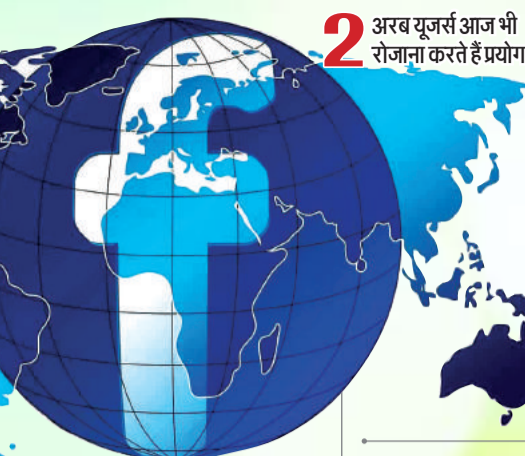 2 अरब यूजर्स आज भी
रोजाना करते हैं प्रयोग
f